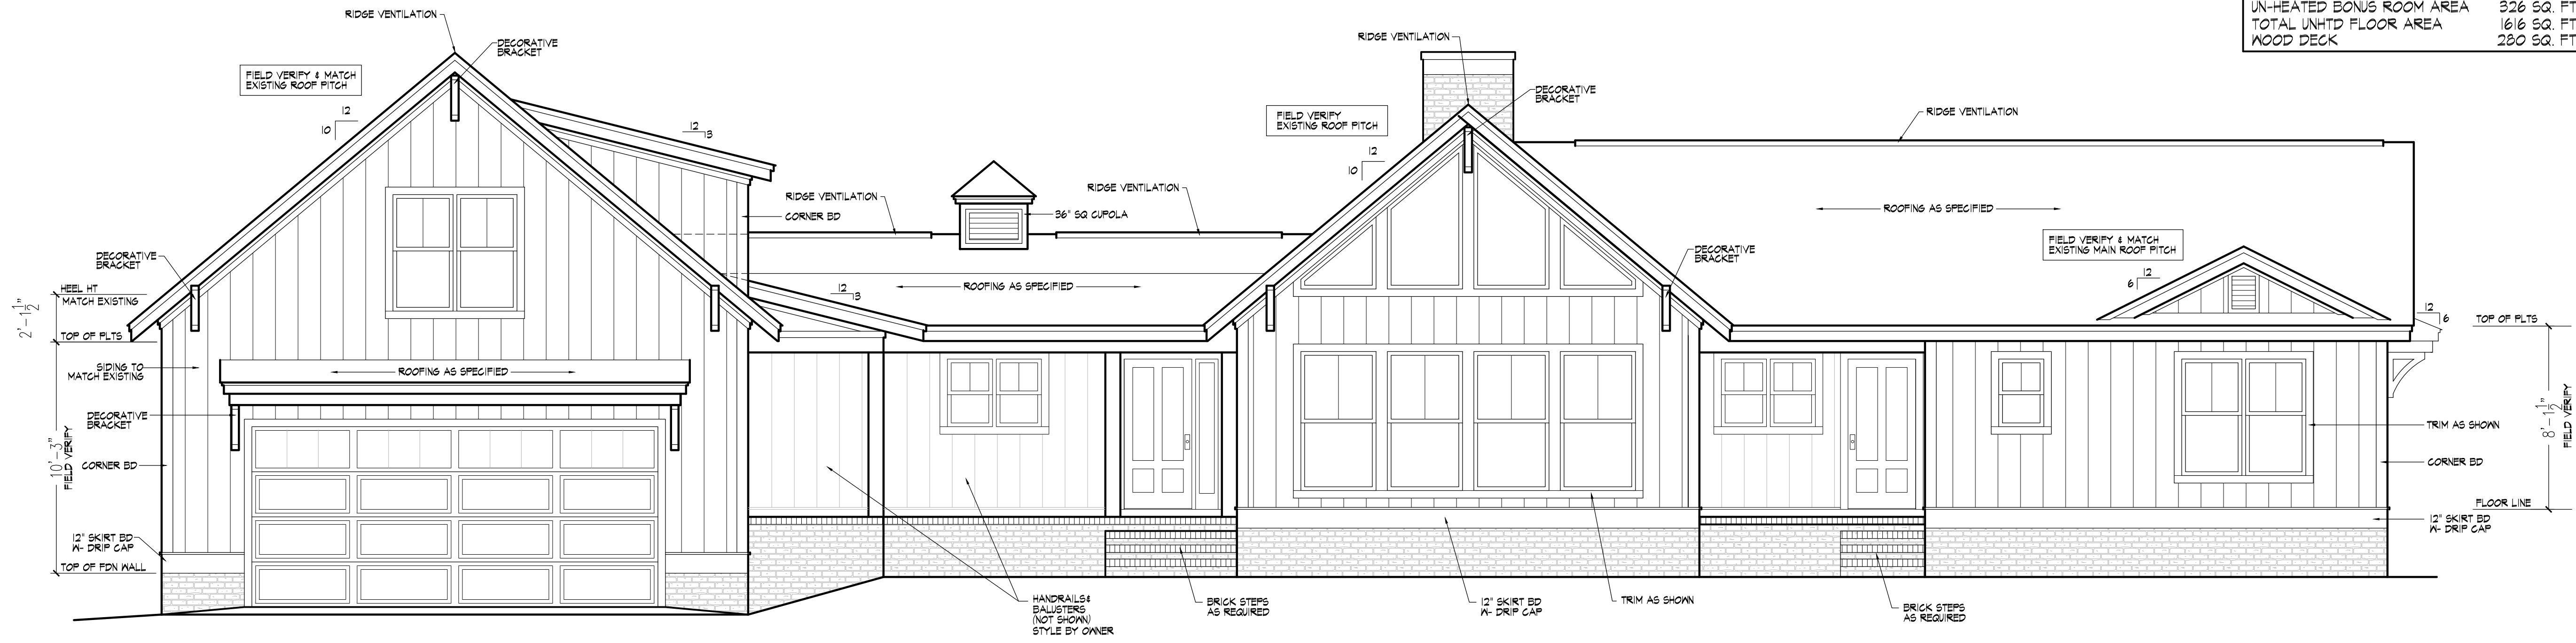 UN-HEATED BONUS ROOM AREA 326 SQ. FT
TOTAL UNHTD FLOOR AREA 1616 SQ. FT
WOOD DECK 280 SQ. FT
RIDGE VENTILATION
DECORATIVE
BRACKET
FIELD VERIFY & MATCH
EXISTING ROOF PITCH
12
10
12
3
RIDGE VENTILATION
CORNER BD
36" SQ CUPOLA
RIDGE VENTILATION
RIDGE VENTILATION
DECORATIVE
BRACKET
FIELD VERIFY
EXISTING ROOF PITCH
12
10
RIDGE VENTILATION
ROOFING AS SPECIFIED
FIELD VERIFY & MATCH
EXISTING MAIN ROOF PITCH
12
6
DECORATIVE
BRACKET
DECORATIVE
BRACKET
HEEL HT
MATCH EXISTING
2'-1 1/2"
TOP OF PLTS
ROOFING AS SPECIFIED
12
3
12
6
TOP OF PLTS
SIDING TO
MATCH EXISTING
ROOFING AS SPECIFIED
DECORATIVE
BRACKET
10'-3"
FIELD VERIFY
CORNER BD
8'-1 1/2"
FIELD VERIFY
TRIM AS SHOWN
CORNER BD
FLOOR LINE
12" SKIRT BD
W- DRIP CAP
12" SKIRT BD
W- DRIP CAP
TOP OF FDN WALL
HANDRAILS&
BALUSTERS
(NOT SHOWN)
STYLE BY OWNER
BRICK STEPS
AS REQUIRED
12" SKIRT BD
W- DRIP CAP
TRIM AS SHOWN
BRICK STEPS
AS REQUIRED